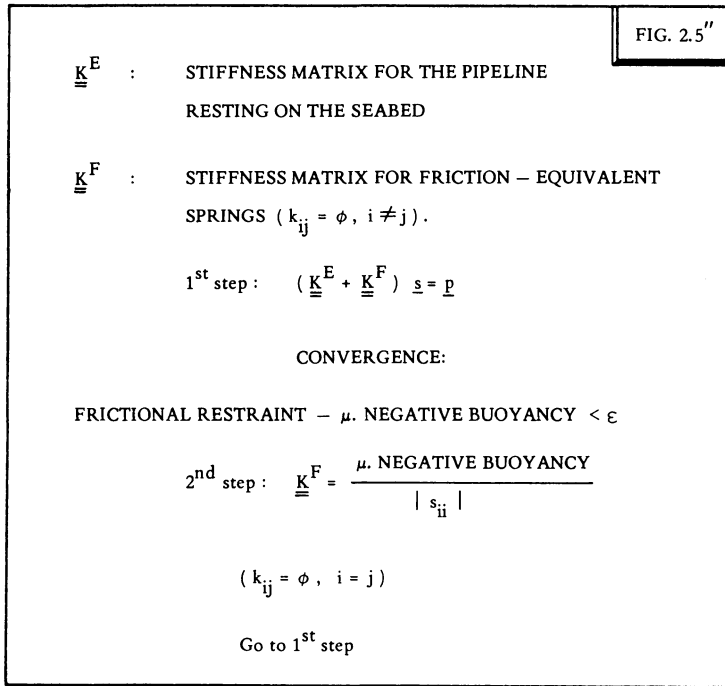 FIG. 2.5"
K^E : STIFFNESS MATRIX FOR THE PIPELINE
RESTING ON THE SEABED
K^F : STIFFNESS MATRIX FOR FRICTION – EQUIVALENT
SPRINGS ( k_ij = ϕ , i ≠ j ) .
1^st step : ( K^E + K^F ) s = p
CONVERGENCE:
FRICTIONAL RESTRAINT – μ. NEGATIVE BUOYANCY < ε
2^nd step : K^F = μ. NEGATIVE BUOYANCY / | s_ii |
( k_ij = ϕ , i = j )
Go to 1^st step